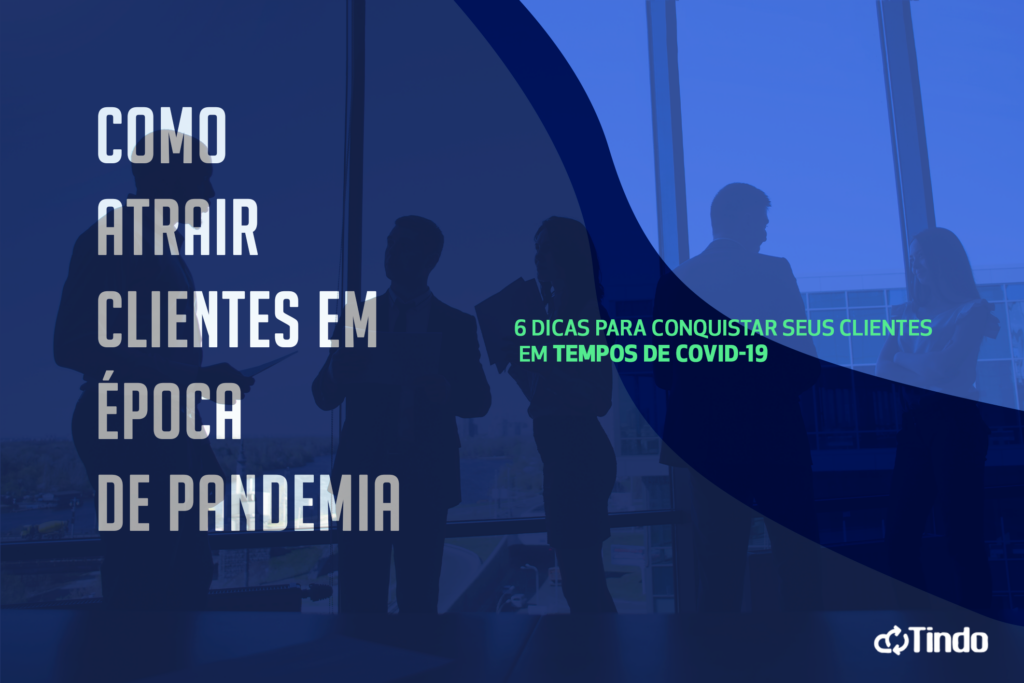 COMO
ATRAIR
CLIENTES EM
ÉPOCA
DE PANDEMIA
6 DICAS PARA CONQUISTAR SEUS CLIENTES
EM TEMPOS DE COVID-19
Tindo